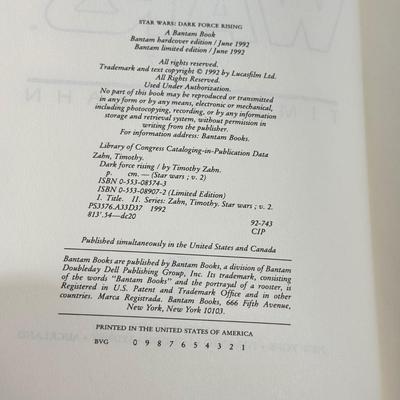 STAR WARS: DARK FORCE RISING
A Bantam Book
Bantam hardcover edition / June 1992
Bantam limited edition / June 1992
All rights reserved.
Trademark and text copyright © 1992 by Lucasfilm Ltd.
All Rights Reserved.
Used Under Authorization.
No part of this book may be reproduced or transmitted
in any form or by any means, electronic or mechanical,
including photocopying, recording, or by any information
storage and retrieval system, without permission in
writing from the publisher.
For information address: Bantam Books.
Library of Congress Cataloging-in-Publication Data
Zahn, Timothy.
Dark force rising / by Timothy Zahn.
p. cm. — (Star wars ; v. 2)
ISBN 0-553-08574-3
ISBN 0-553-08907-2 (Limited Edition)
I. Title. II. Series: Zahn, Timothy. Star wars ; v. 2.
PS3576.A33D37 1992
813'.54—dc20 92-743
CIP
Published simultaneously in the United States and Canada
Bantam Books are published by Bantam Books, a division of Bantam
Doubleday Dell Publishing Group, Inc. Its trademark, consisting
of the words "Bantam Books" and the portrayal of a rooster, is
Registered in U.S. Patent and Trademark Office and in other
countries. Marca Registrada. Bantam Books, 666 Fifth Avenue,
New York, New York 10103.
PRINTED IN THE UNITED STATES OF AMERICA
BVG 0 9 8 7 6 5 4 3 2 1